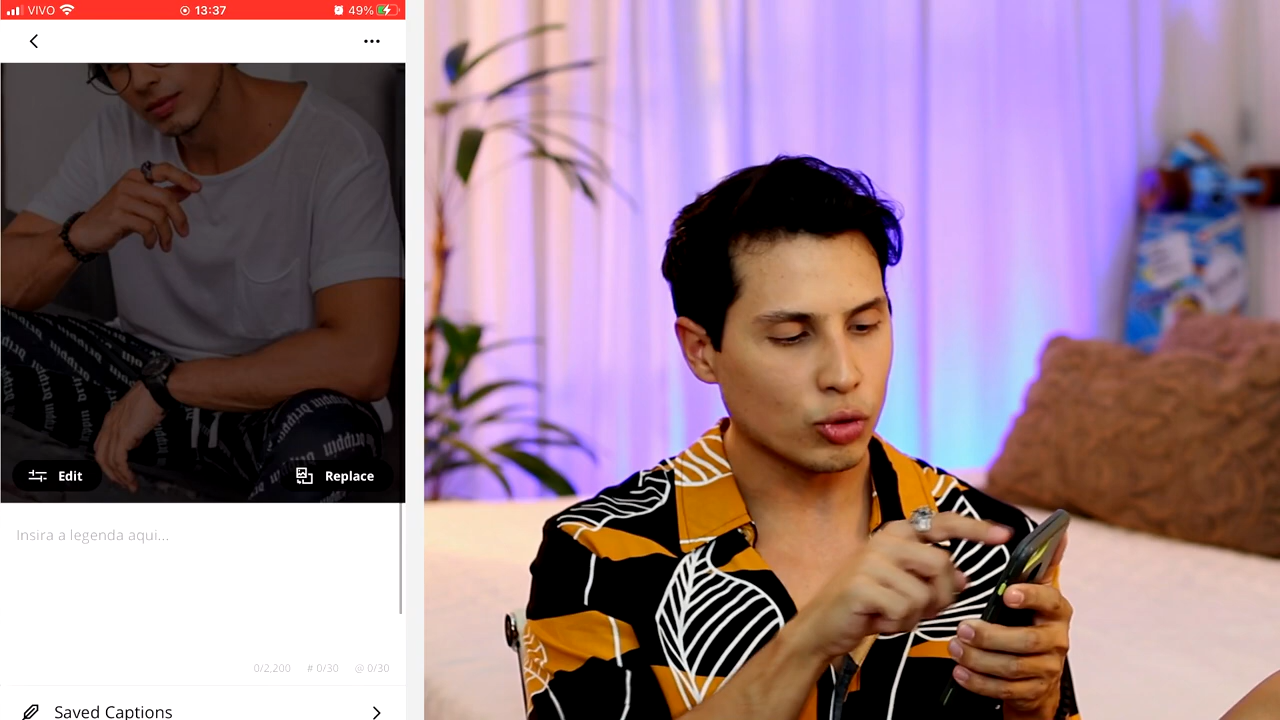 VIVO
13:37
49%
Edit
Replace
Insira a legenda aqui...
0/2,200 # 0/30 @ 0/30
Saved Captions